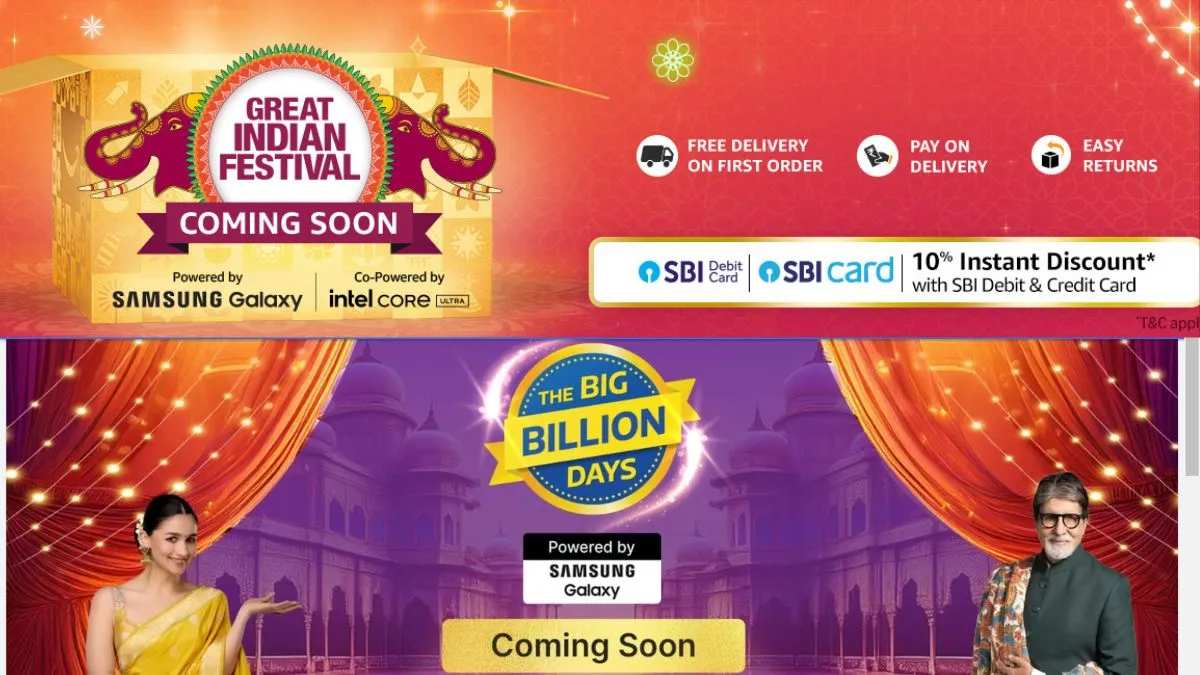 GREAT
INDIAN
FESTIVAL
COMING SOON
Powered by
SAMSUNG Galaxy
Co-Powered by
intel CORE ULTRA
FREE DELIVERY
ON FIRST ORDER
PAY ON
DELIVERY
EASY
RETURNS
SBI Debit Card
SBI card
10% Instant Discount*
with SBI Debit & Credit Card
*T&C appl
THE BIG
BILLION
DAYS
Powered by
SAMSUNG
Galaxy
Coming Soon